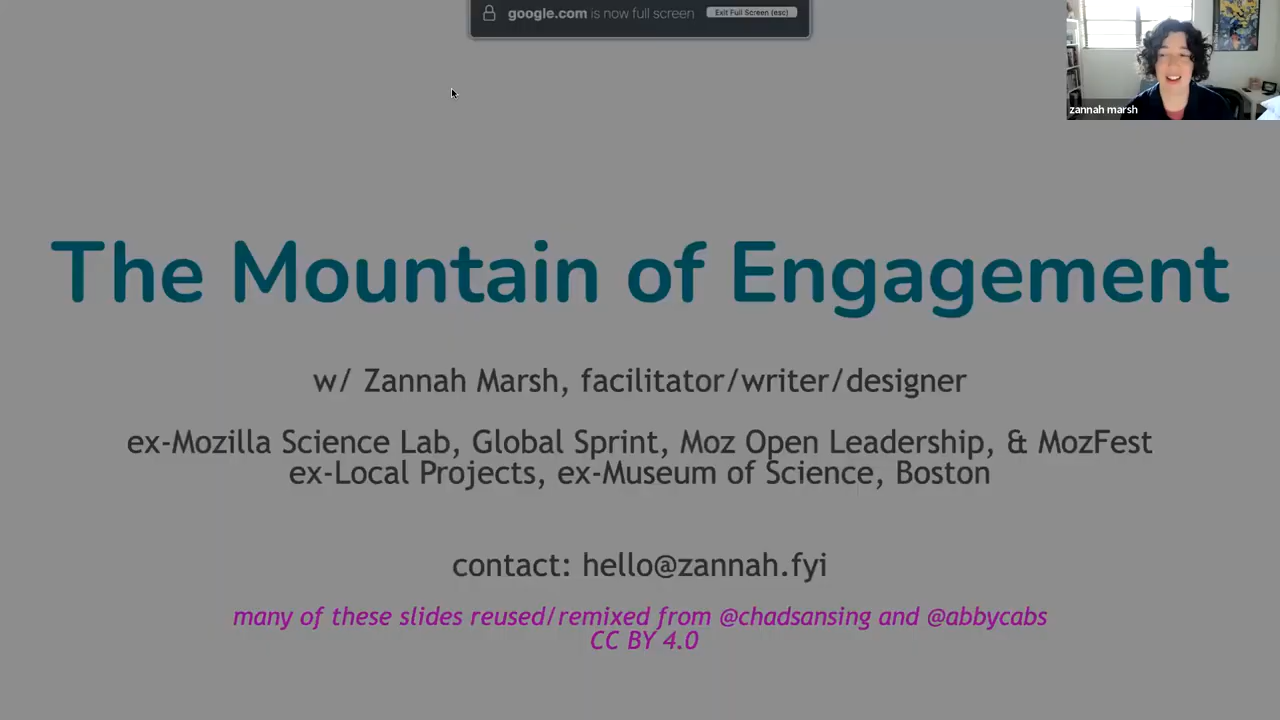 google.com is now full screen
Exit Full Screen (esc)
zannah marsh
The Mountain of Engagement
w/ Zannah Marsh, facilitator/writer/designer
ex-Mozilla Science Lab, Global Sprint, Moz Open Leadership, & MozFest
ex-Local Projects, ex-Museum of Science, Boston
contact: hello@zannah.fyi
many of these slides reused/remixed from @chadsansing and @abbycabs
CC BY 4.0